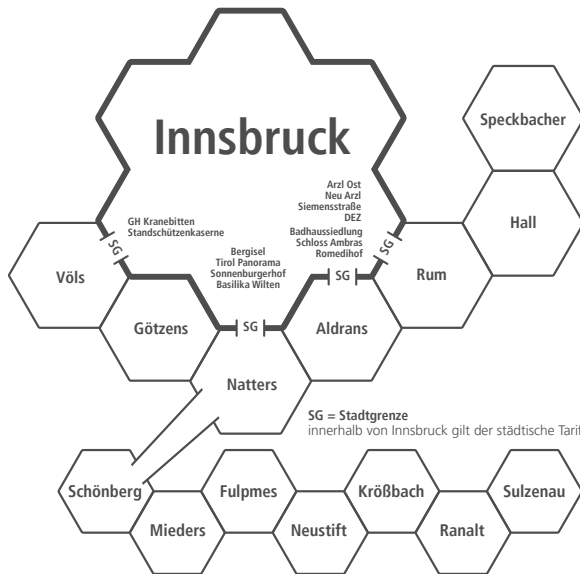 Innsbruck
Speckbacher
Arzl Ost
Neu Arzl
Siemensstraße
DEZ
GH Kranebitten
Standschützenkaserne
Badhaussiedlung
Schloss Ambras
Romedihof
Hall
SG
SG
Bergisel
Tirol Panorama
Sonnenburgerhof
Basilika Wilten
Völs
SG
Rum
Götzens
SG
Aldrans
Natters
SG = Stadtgrenze
innerhalb von Innsbruck gilt der städtische Tarif
Schönberg
Fulpmes
Krößbach
Sulzenau
Mieders
Neustift
Ranalt